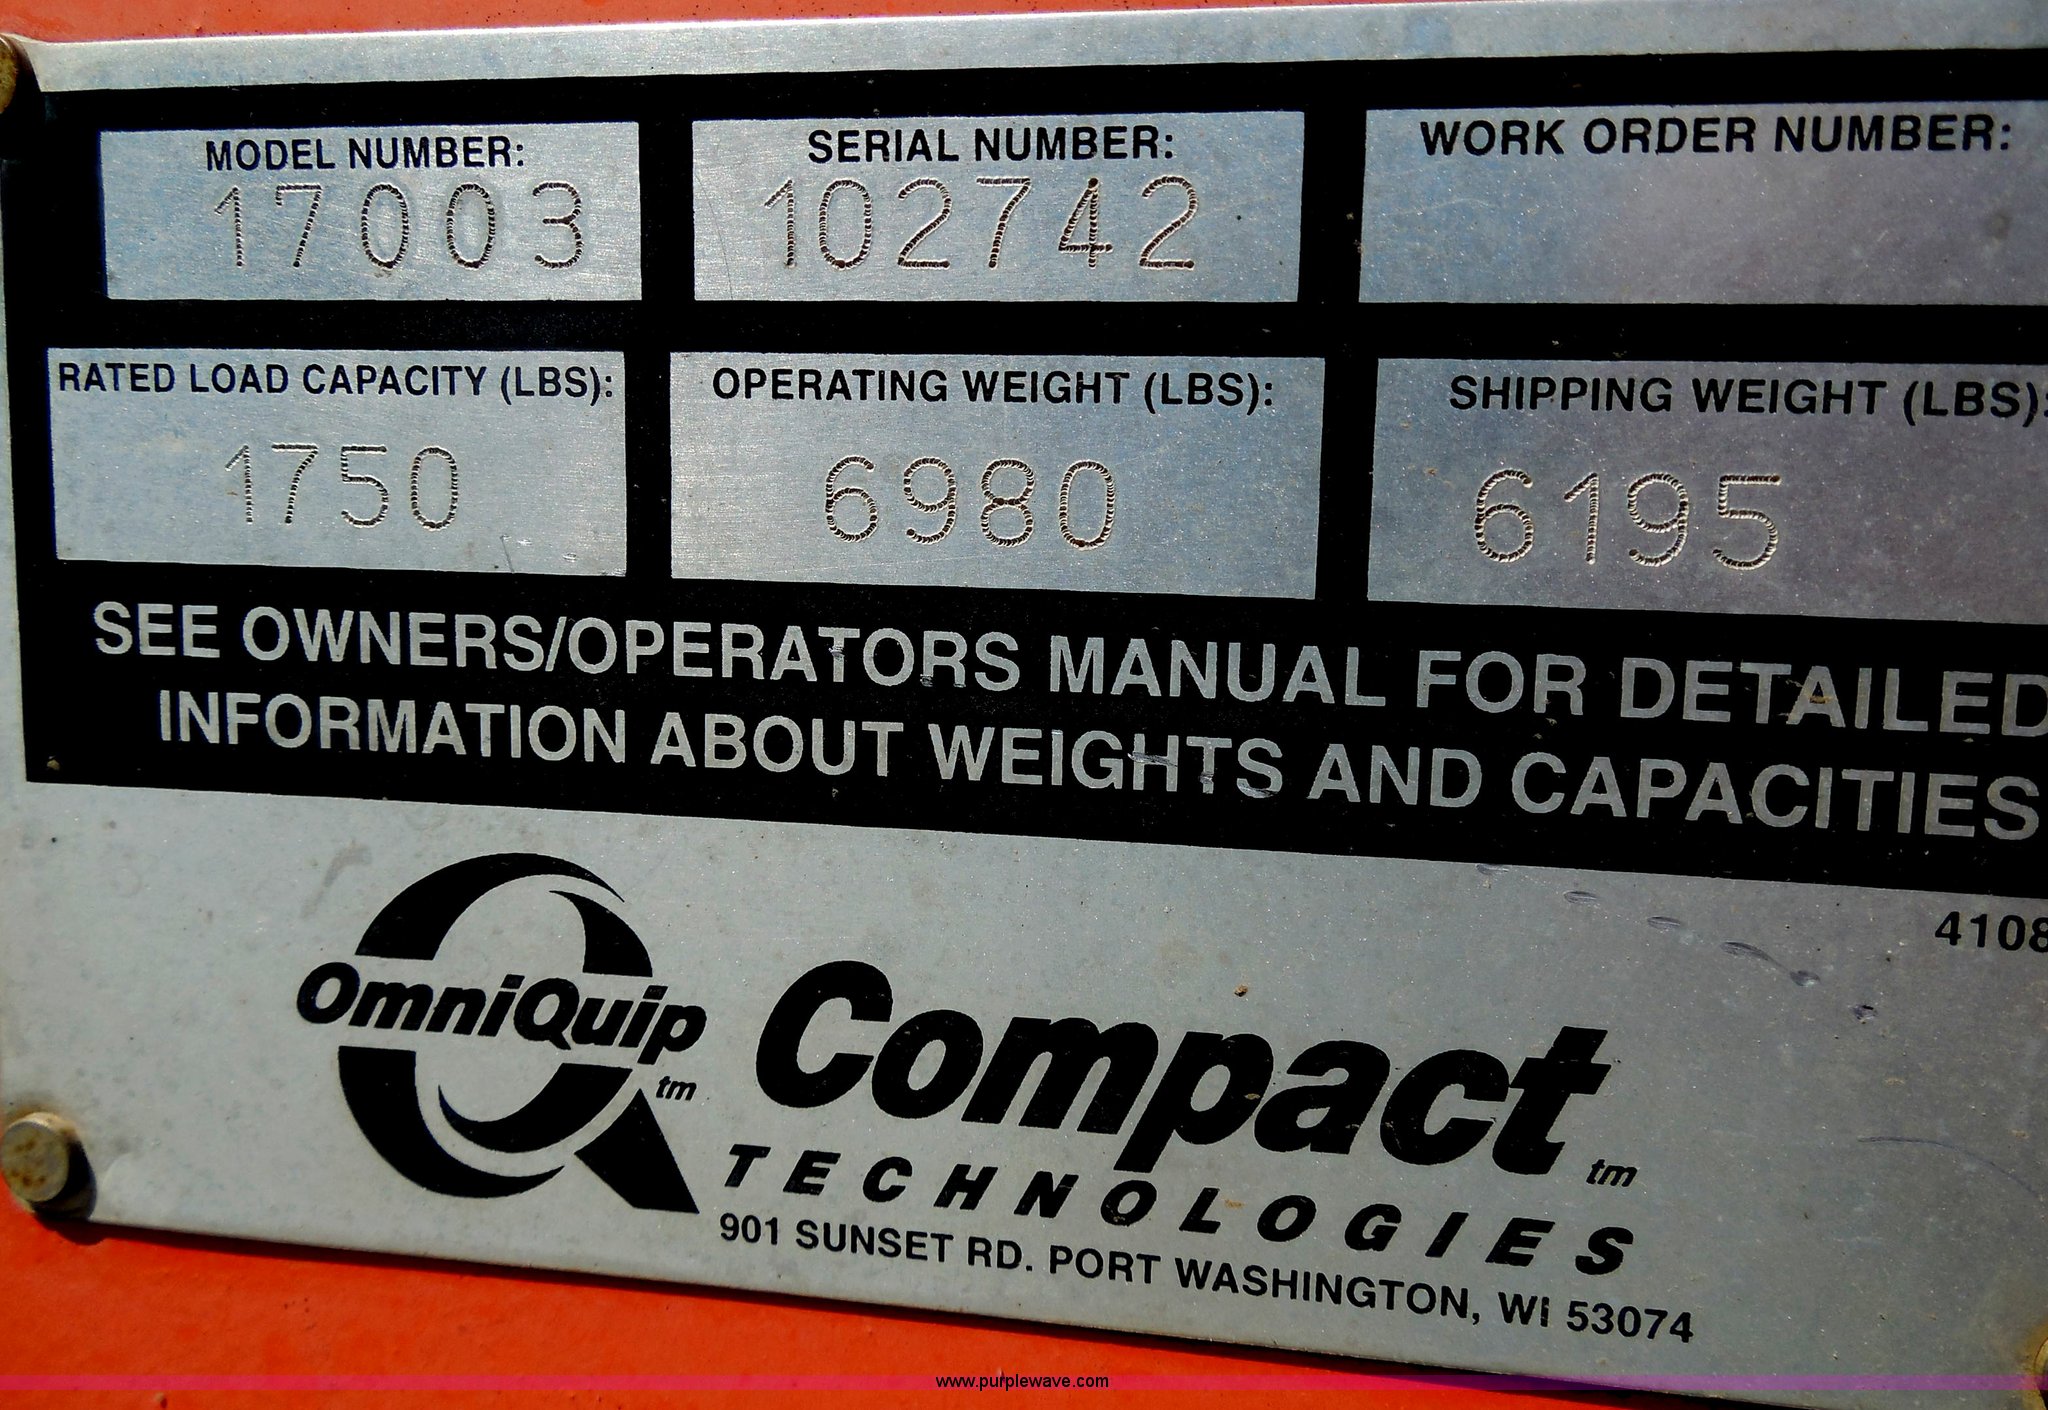 MODEL NUMBER:
17003
SERIAL NUMBER:
102742
WORK ORDER NUMBER:
RATED LOAD CAPACITY (LBS):
1750
OPERATING WEIGHT (LBS):
6980
SHIPPING WEIGHT (LBS):
6195
SEE OWNERS/OPERATORS MANUAL FOR DETAILED
INFORMATION ABOUT WEIGHTS AND CAPACITIES
4108
OmniQuip tm
Compact tm
TECHNOLOGIES
901 SUNSET RD. PORT WASHINGTON, WI 53074
www.purplewave.com